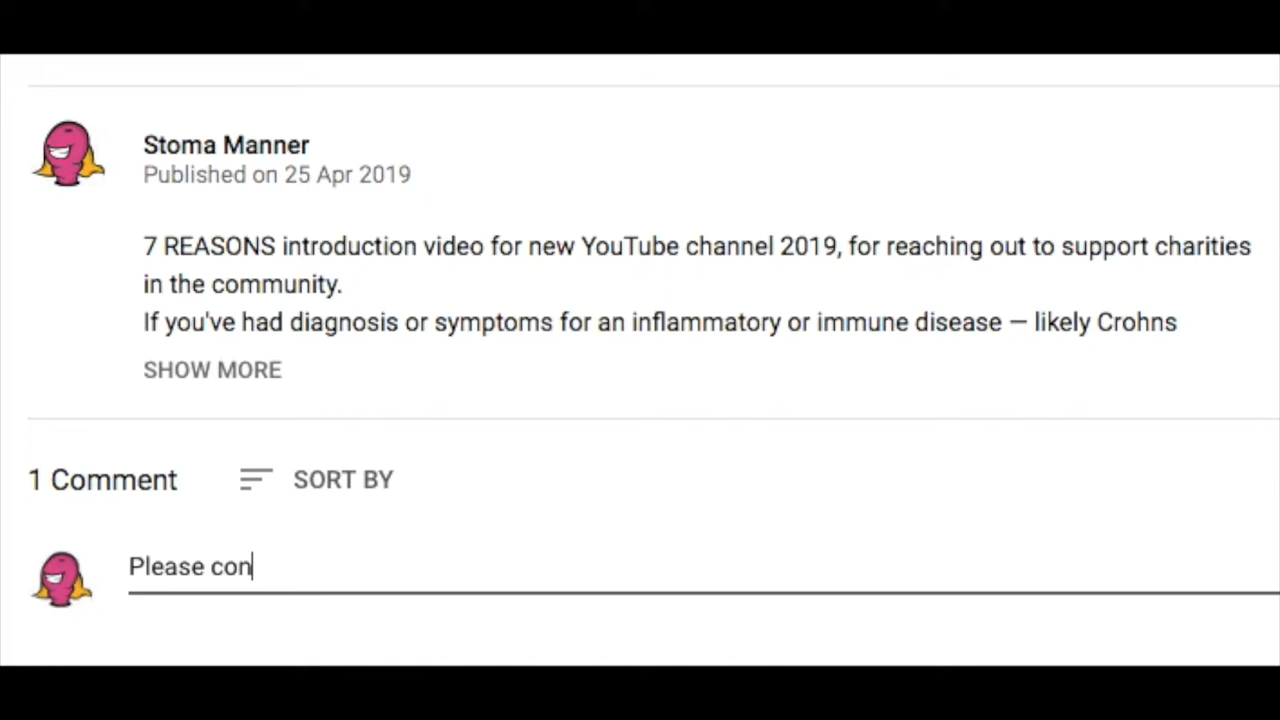 Stoma Manner
Published on 25 Apr 2019
7 REASONS introduction video for new YouTube channel 2019, for reaching out to support charities
in the community.
If you've had diagnosis or symptoms for an inflammatory or immune disease — likely Crohns
SHOW MORE
1 Comment SORT BY
Please con